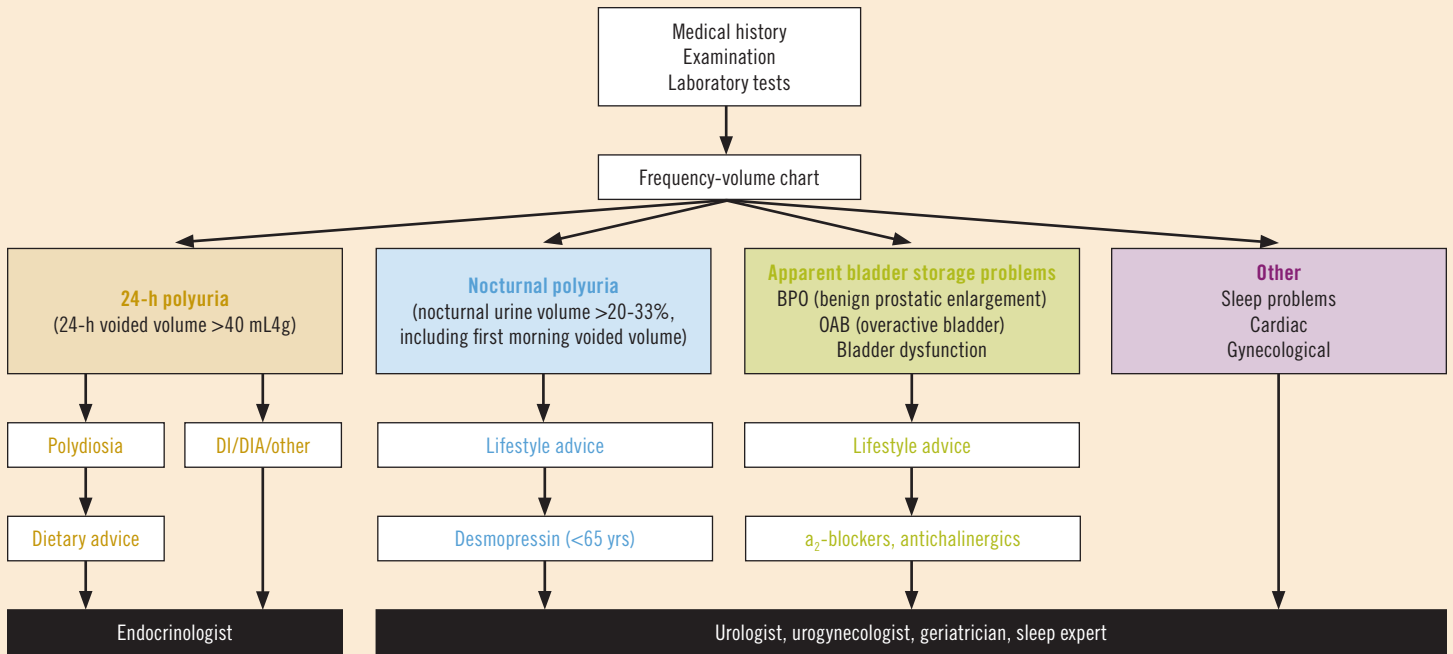 Medical history
Examination
Laboratory tests
Frequency-volume chart
24-h polyuria
(24-h voided volume >40 mL4g)
Nocturnal polyuria
(nocturnal urine volume >20-33%,
including first morning voided volume)
Apparent bladder storage problems
BPO (benign prostatic enlargement)
OAB (overactive bladder)
Bladder dysfunction
Other
Sleep problems
Cardiac
Gynecological
Polydiosia
DI/DIA/other
Lifestyle advice
Lifestyle advice
Dietary advice
Desmopressin (<65 yrs)
a₂-blockers, antichalinergics
Endocrinologist
Urologist, urogynecologist, geriatrician, sleep expert